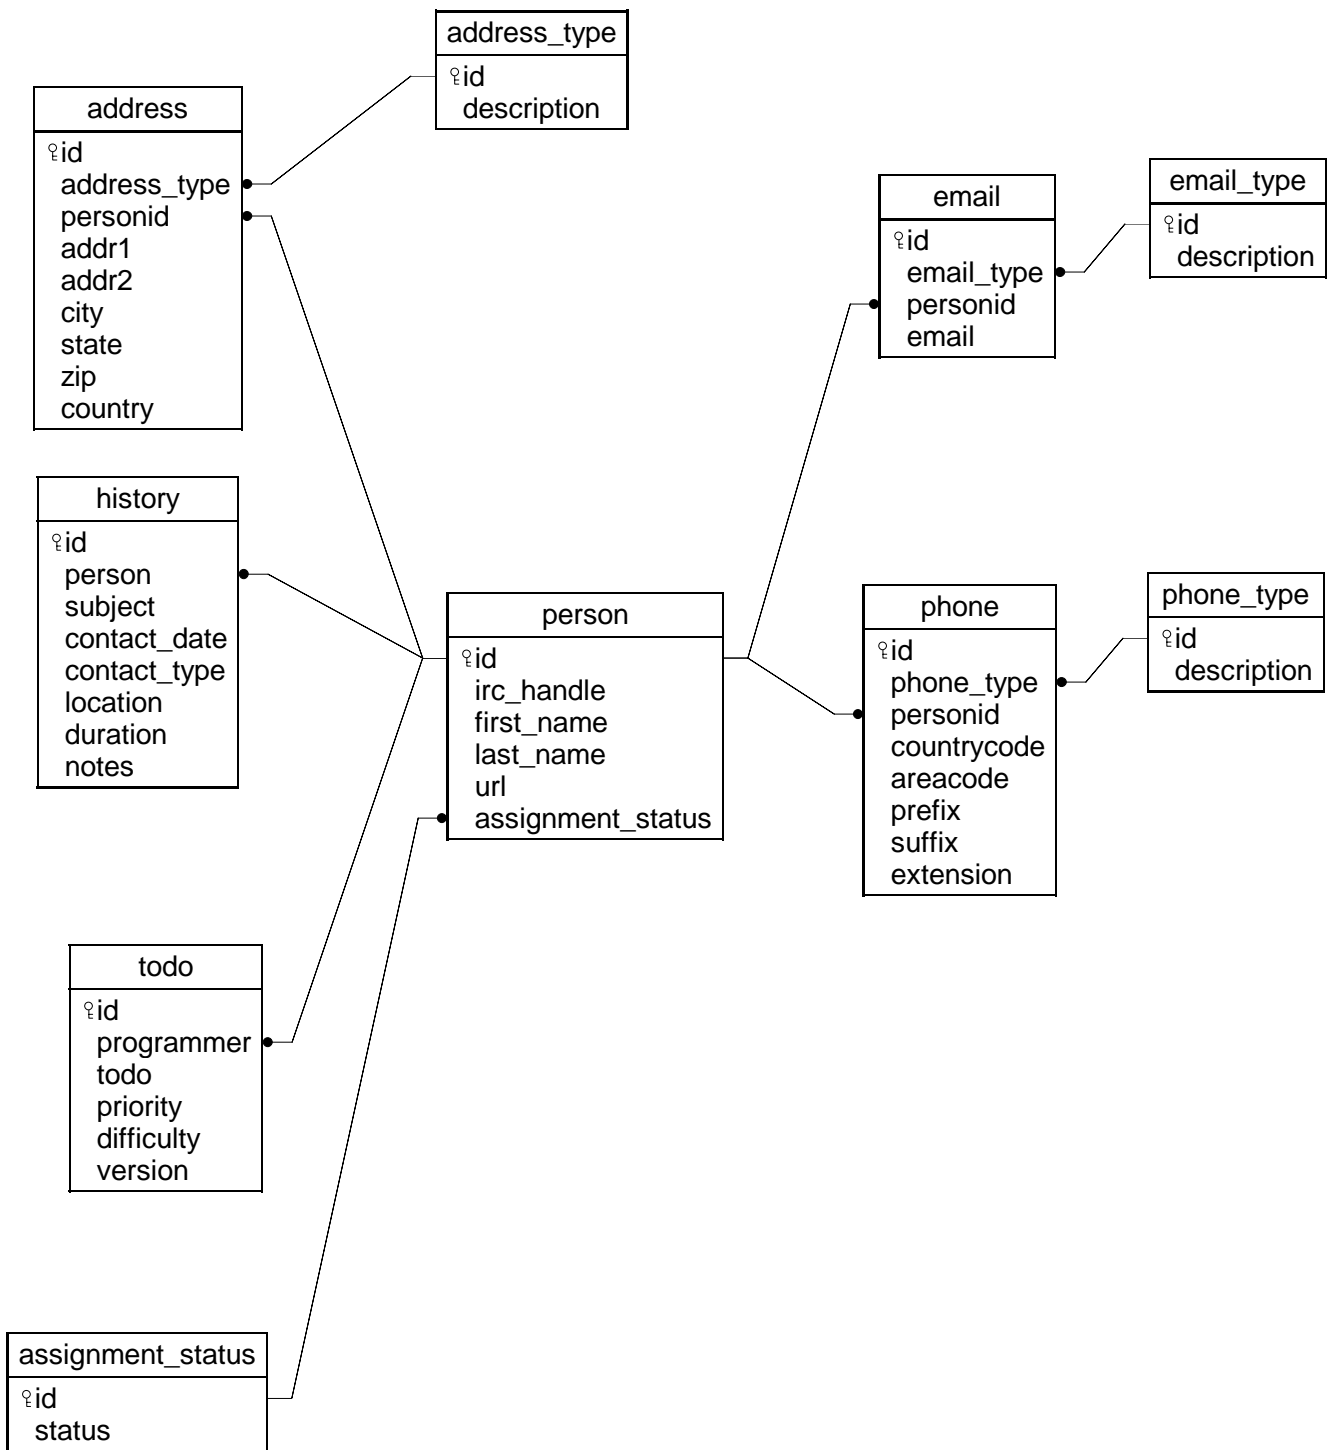 address_type
id
description
address
id
address_type
personid
addr1
addr2
city
state
zip
country
email
id
email_type
personid
email
email_type
id
description
history
id
person
subject
contact_date
contact_type
location
duration
notes
person
id
irc_handle
first_name
last_name
url
assignment_status
phone
id
phone_type
personid
countrycode
areacode
prefix
suffix
extension
phone_type
id
description
todo
id
programmer
todo
priority
difficulty
version
assignment_status
id
status